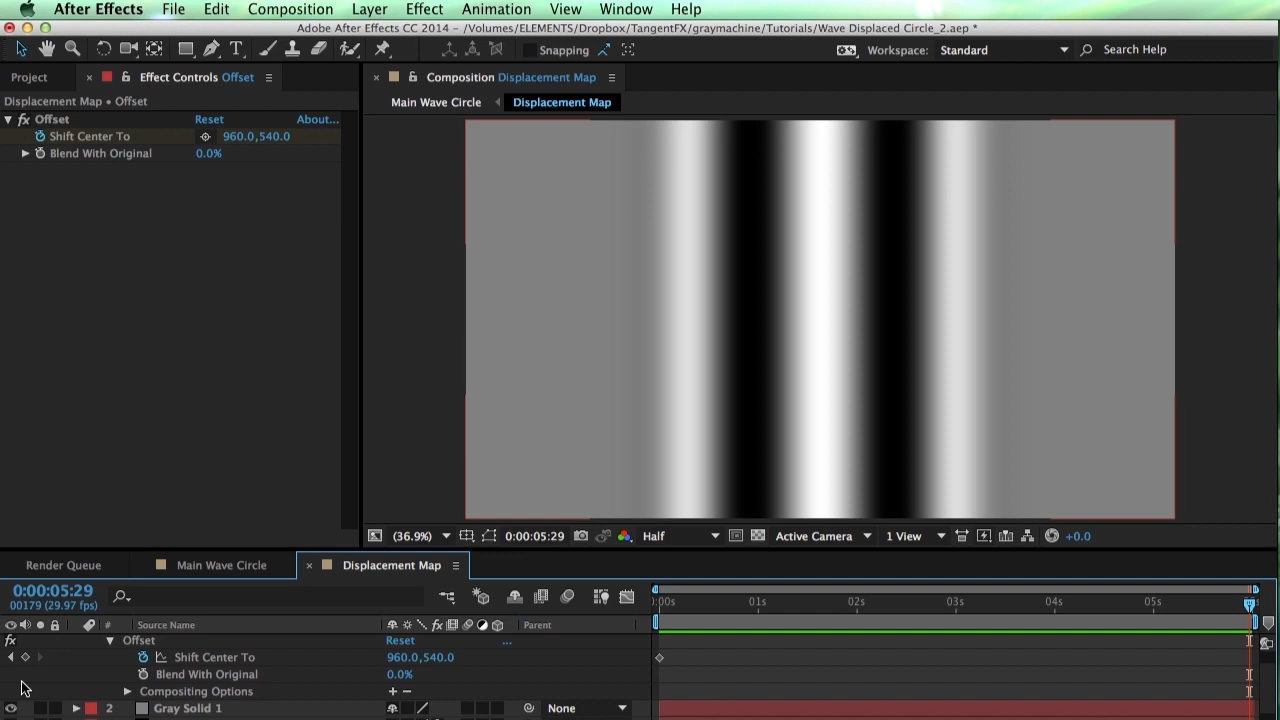 After Effects File Edit Composition Layer Effect Animation View Window Help
Adobe After Effects CC 2014 - /Volumes/ELEMENTS/Dropbox/TangentFX/graymachine/Tutorials/Wave Displaced Circle_2.aep *
Snapping Workspace: Standard Search Help
Project × Effect Controls Offset
Displacement Map • Offset
fx Offset Reset About...
Shift Center To 960.0,540.0
Blend With Original 0.0%
× Composition Displacement Map
Main Wave Circle Displacement Map
(36.9%) 0:00:05:29 Half Active Camera 1 View +0.0
Render Queue Main Wave Circle × Displacement Map
0:00:05:29
00179 (29.97 fps)
:00s 01s 02s 03s 04s 05s
# Source Name fx Parent
fx Offset Reset ...
Shift Center To 960.0,540.0
Blend With Original 0.0%
Compositing Options + −
2 Gray Solid 1 None